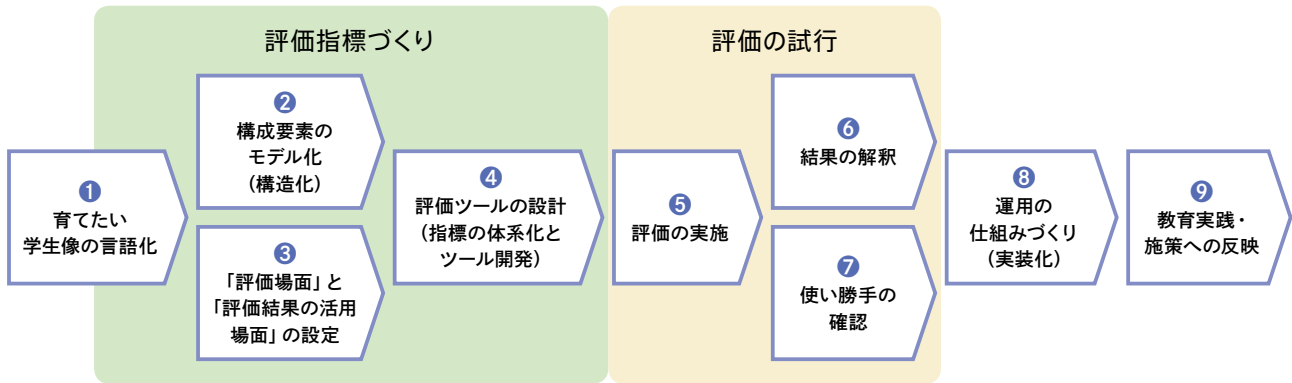 評価指標づくり
評価の試行
❶
育てたい
学生像の言語化
❷
構成要素の
モデル化
(構造化)
❸
「評価場面」と
「評価結果の活用
場面」の設定
❹
評価ツールの設計
(指標の体系化と
ツール開発)
❺
評価の実施
❻
結果の解釈
❼
使い勝手の
確認
❽
運用の
仕組みづくり
(実装化)
❾
教育実践・
施策への反映